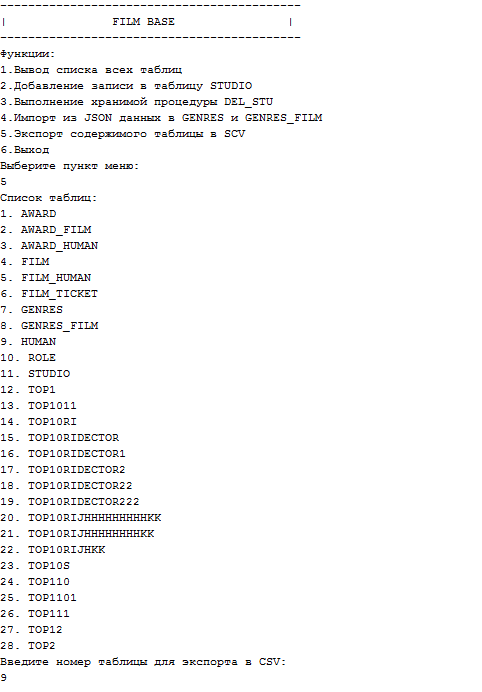 -------------------------------------------
| FILM BASE |
-------------------------------------------
Функции:
1.Вывод списка всех таблиц
2.Добавление записи в таблицу STUDIO
3.Выполнение хранимой процедуры DEL_STU
4.Импорт из JSON данных в GENRES и GENRES_FILM
5.Экспорт содержимого таблицы в SCV
6.Выход
Выберите пункт меню:
5
Список таблиц:
1. AWARD
2. AWARD_FILM
3. AWARD_HUMAN
4. FILM
5. FILM_HUMAN
6. FILM_TICKET
7. GENRES
8. GENRES_FILM
9. HUMAN
10. ROLE
11. STUDIO
12. TOP1
13. TOP1011
14. TOP10RI
15. TOP10RIDECTOR
16. TOP10RIDECTOR1
17. TOP10RIDECTOR2
18. TOP10RIDECTOR22
19. TOP10RIDECTOR222
20. TOP10RIJHHHHHHHHHKK
21. TOP10RIJHHHHHHHHKK
22. TOP10RIJHKK
23. TOP10S
24. TOP110
25. TOP1101
26. TOP111
27. TOP12
28. TOP2
Введите номер таблицы для экспорта в CSV:
9